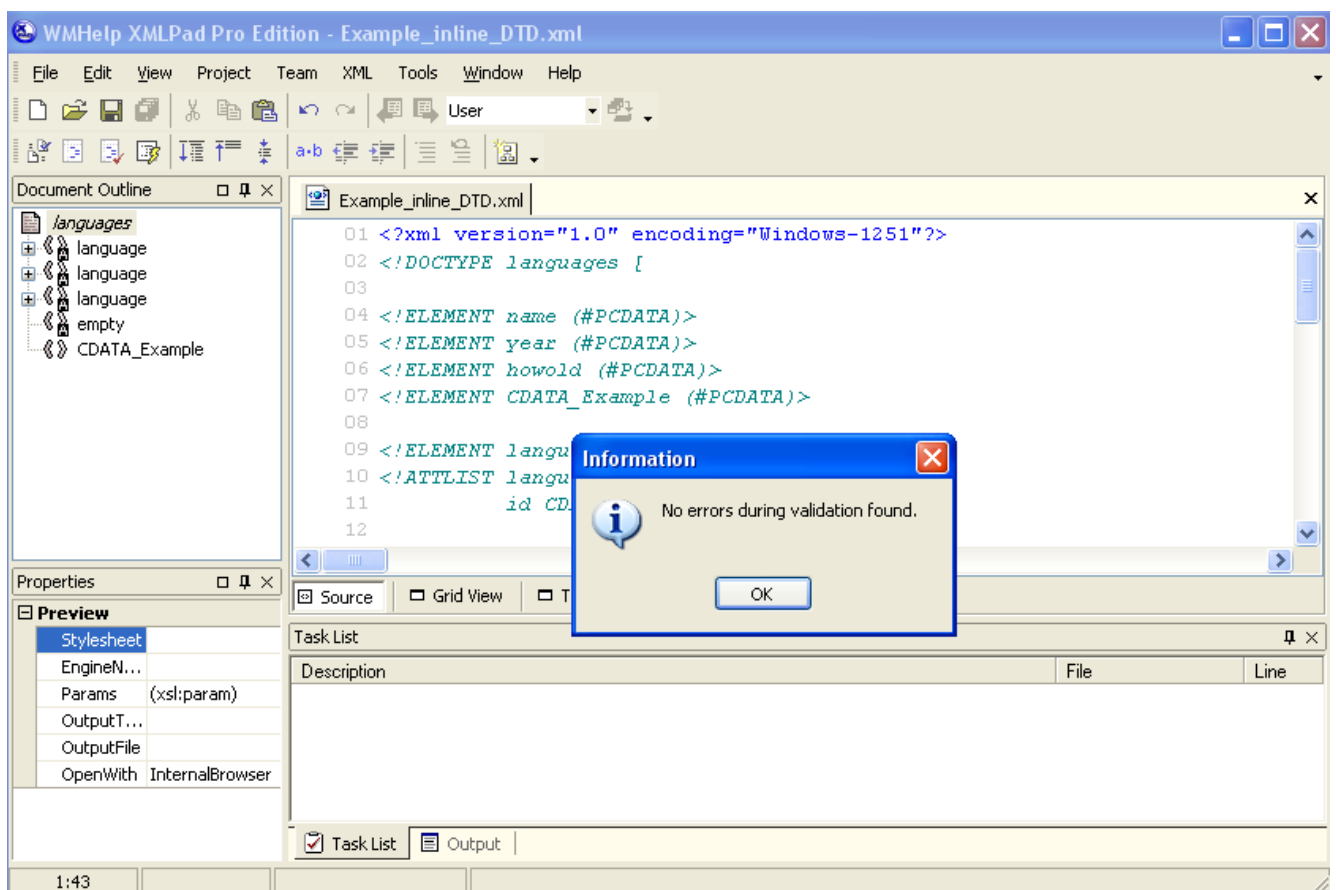 WMHelp XMLPad Pro Edition - Example_inline_DTD.xml
File Edit View Project Team XML Tools Window Help
User
a·b
Document Outline
languages
language
language
language
empty
CDATA_Example
Example_inline_DTD.xml
01 <?xml version="1.0" encoding="Windows-1251"?>
02 <!DOCTYPE languages [
03
04 <!ELEMENT name (#PCDATA)>
05 <!ELEMENT year (#PCDATA)>
06 <!ELEMENT howold (#PCDATA)>
07 <!ELEMENT CDATA_Example (#PCDATA)>
08
09 <!ELEMENT langu
10 <!ATTLIST langu
11 id CD
12
Information
No errors during validation found.
OK
Source Grid View T
Properties
Preview
Stylesheet
EngineN...
Params (xsl:param)
OutputT...
OutputFile
OpenWith InternalBrowser
Task List
Description File Line
Task List Output
1:43